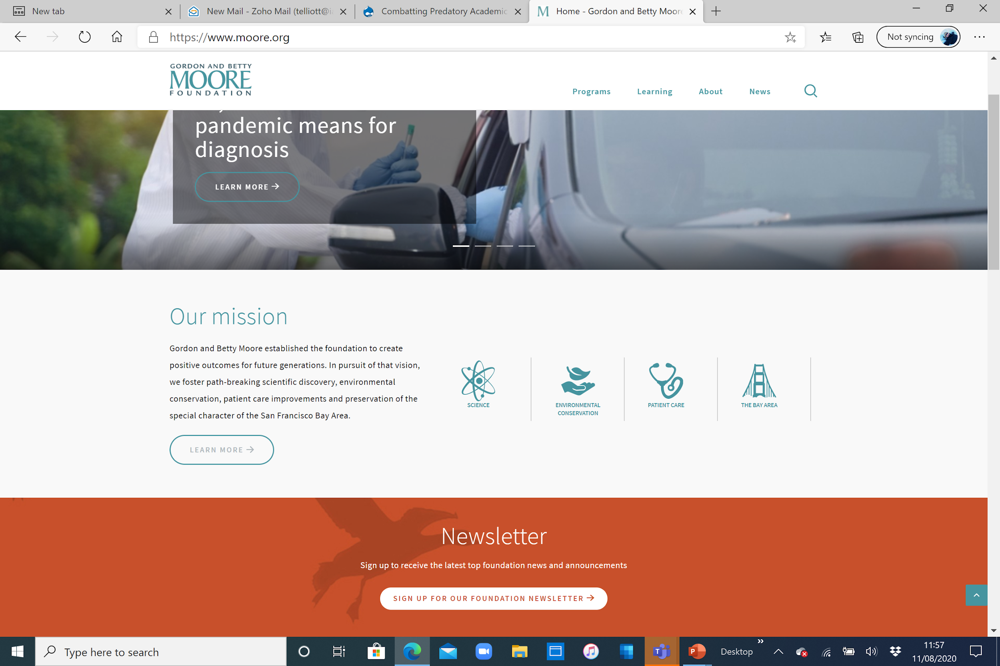 New tab
New Mail - Zoho Mail (telliott@i
Combatting Predatory Academic
Home - Gordon and Betty Moore
https://www.moore.org
Not syncing
GORDON AND BETTY
MOORE
FOUNDATION
Programs
Learning
About
News
pandemic means for
diagnosis
LEARN MORE →
Our mission
Gordon and Betty Moore established the foundation to create
positive outcomes for future generations. In pursuit of that vision,
we foster path-breaking scientific discovery, environmental
conservation, patient care improvements and preservation of the
special character of the San Francisco Bay Area.
SCIENCE
ENVIRONMENTAL
CONSERVATION
PATIENT CARE
THE BAY AREA
LEARN MORE →
Newsletter
Sign up to receive the latest top foundation news and announcements
SIGN UP FOR OUR FOUNDATION NEWSLETTER →
Type here to search
Desktop
11:57
11/08/2020